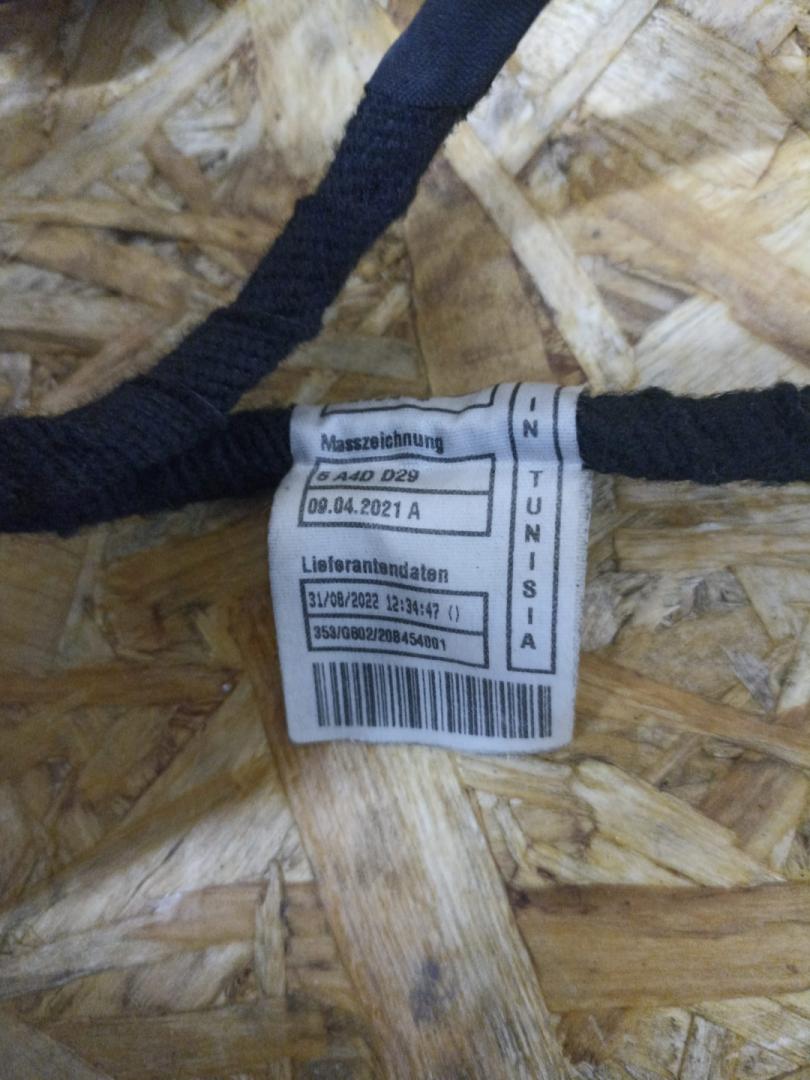 Masszeichnung
5 A4D D29
09.04.2021 A
Lieferantendaten
31/08/2022 12:34:47 ()
353/G802/208454001
IN TUNISIA